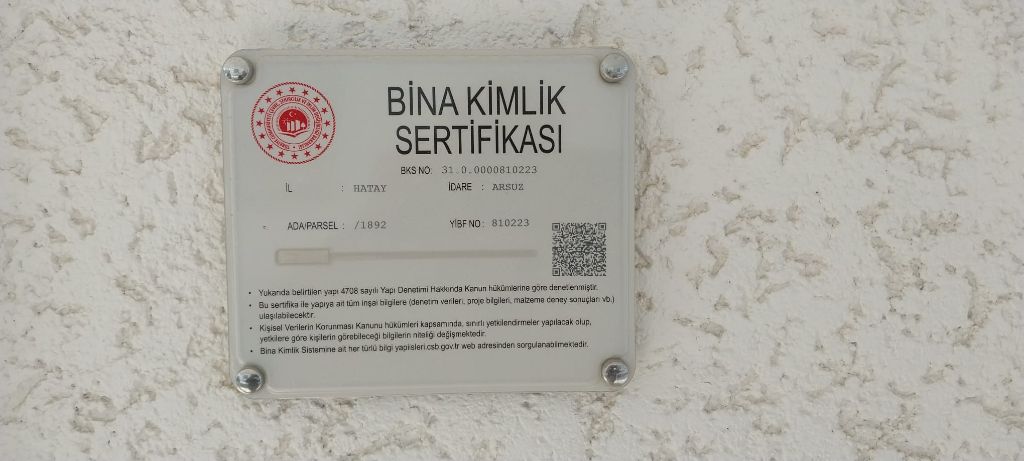 BİNA KİMLİK
SERTİFİKASI
BKS NO: 31.0.0000810223
İL : HATAY İDARE : ARSUZ
ADA/PARSEL : /1892 YİBF NO: 810223
• Yukarıda belirtilen yapı 4708 sayılı Yapı Denetimi Hakkında Kanun hükümlerine göre denetlenmiştir.
• Bu sertifika ile yapıya ait tüm inşai bilgilere (denetim verileri, proje bilgileri, malzeme deney sonuçları vb.)
ulaşılabilecektir.
• Kişisel Verilerin Korunması Kanunu hükümleri kapsamında, sınırlı yetkilendirmeler yapılacak olup,
yetkilere göre kişilerin görebileceği bilgilerin niteliği değişmektedir.
• Bina Kimlik Sistemine ait her türlü bilgi yapiisleri.csb.gov.tr web adresinden sorgulanabilmektedir.